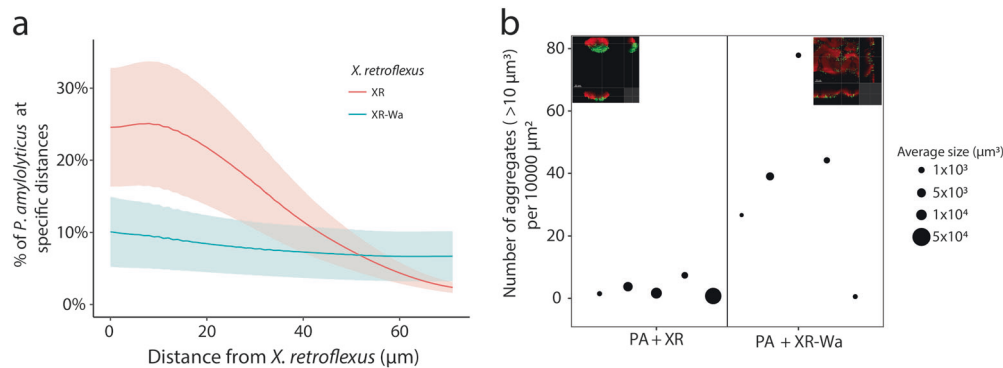 a
% of P. amylolyticus at
specific distances
30%
20%
10%
0%
0
20
40
60
Distance from X. retroflexus (μm)
X. retroflexus
XR
XR-Wa
b
Number of aggregates ( >10 μm³)
per 10000 μm²
80
60
40
20
0
PA + XR
PA + XR-Wa
Average size (μm³)
1x10³
5x10³
1x10⁴
5x10⁴